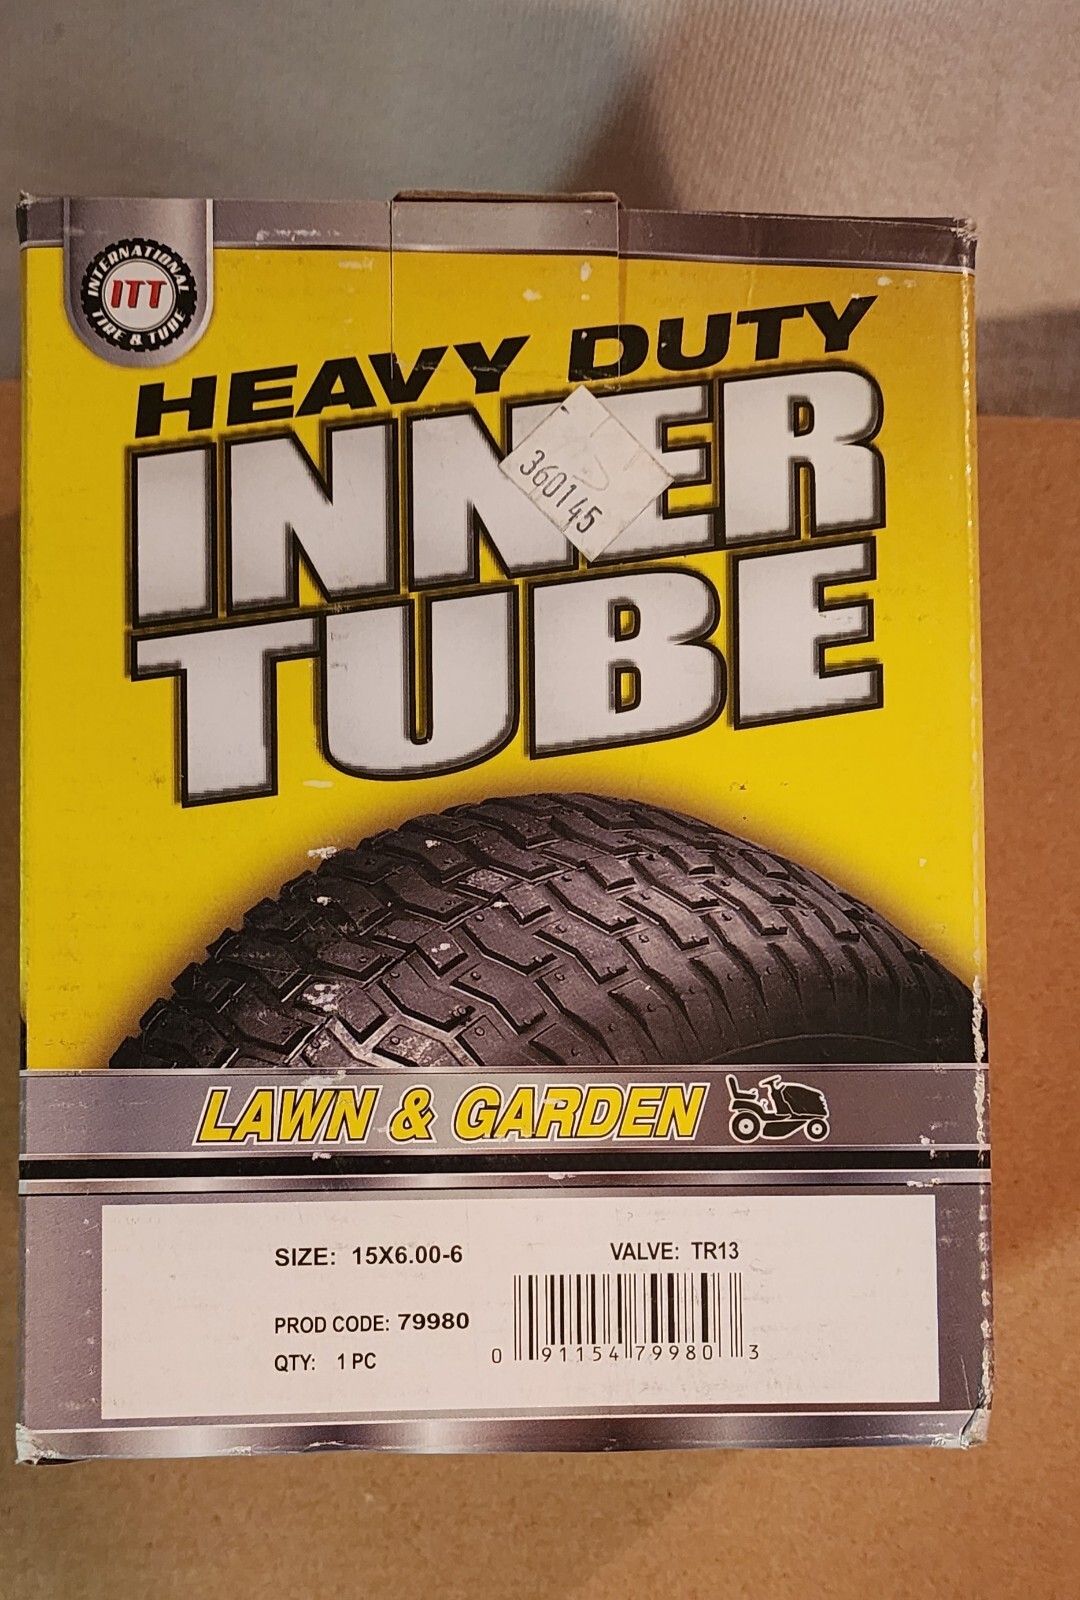 INTERNATIONAL
ITT
TIRE & TUBE
HEAVY DUTY
INNER
360145
TUBE
LAWN & GARDEN
SIZE: 15X6.00-6
VALVE: TR13
PROD CODE: 79980
QTY: 1 PC
0 91154 79980 3